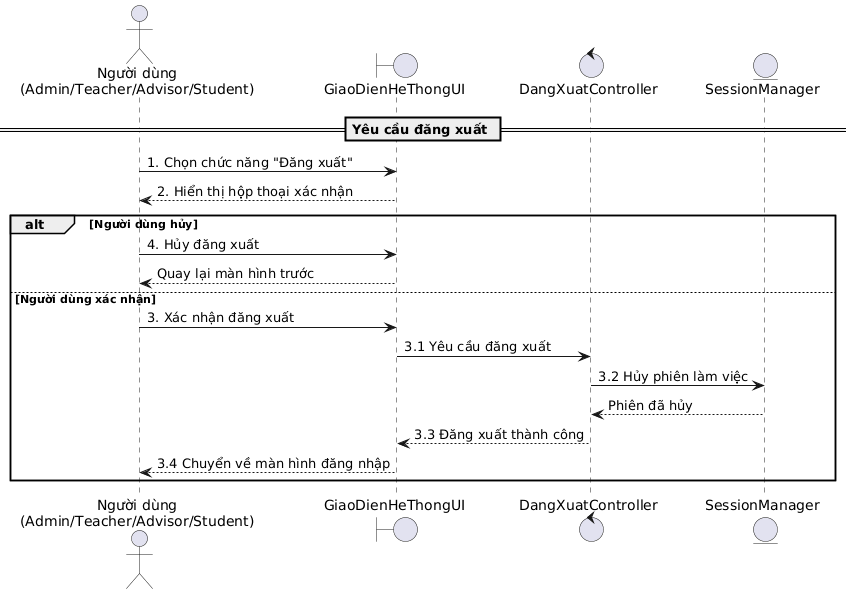 Người dùng
(Admin/Teacher/Advisor/Student)
GiaoDienHeThongUI
DangXuatController
SessionManager
Yêu cầu đăng xuất
1. Chọn chức năng "Đăng xuất"
2. Hiển thị hộp thoại xác nhận
alt
[Người dùng hủy]
4. Hủy đăng xuất
Quay lại màn hình trước
[Người dùng xác nhận]
3. Xác nhận đăng xuất
3.1 Yêu cầu đăng xuất
3.2 Hủy phiên làm việc
Phiên đã hủy
3.3 Đăng xuất thành công
3.4 Chuyển về màn hình đăng nhập
Người dùng
(Admin/Teacher/Advisor/Student)
GiaoDienHeThongUI
DangXuatController
SessionManager